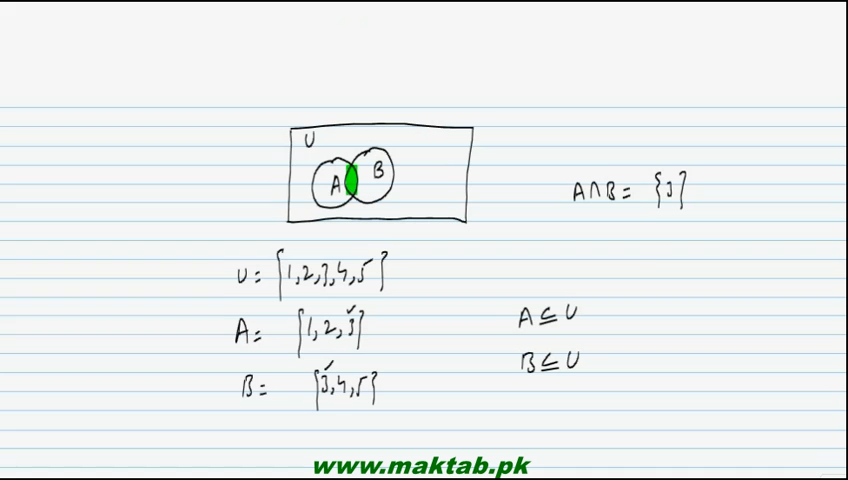 U
A B
A∩B = {3}
U = {1,2,3,4,5}
A = {1,2,3}
A ⊆ U
B = {3,4,5}
B ⊆ U
www.maktab.pk